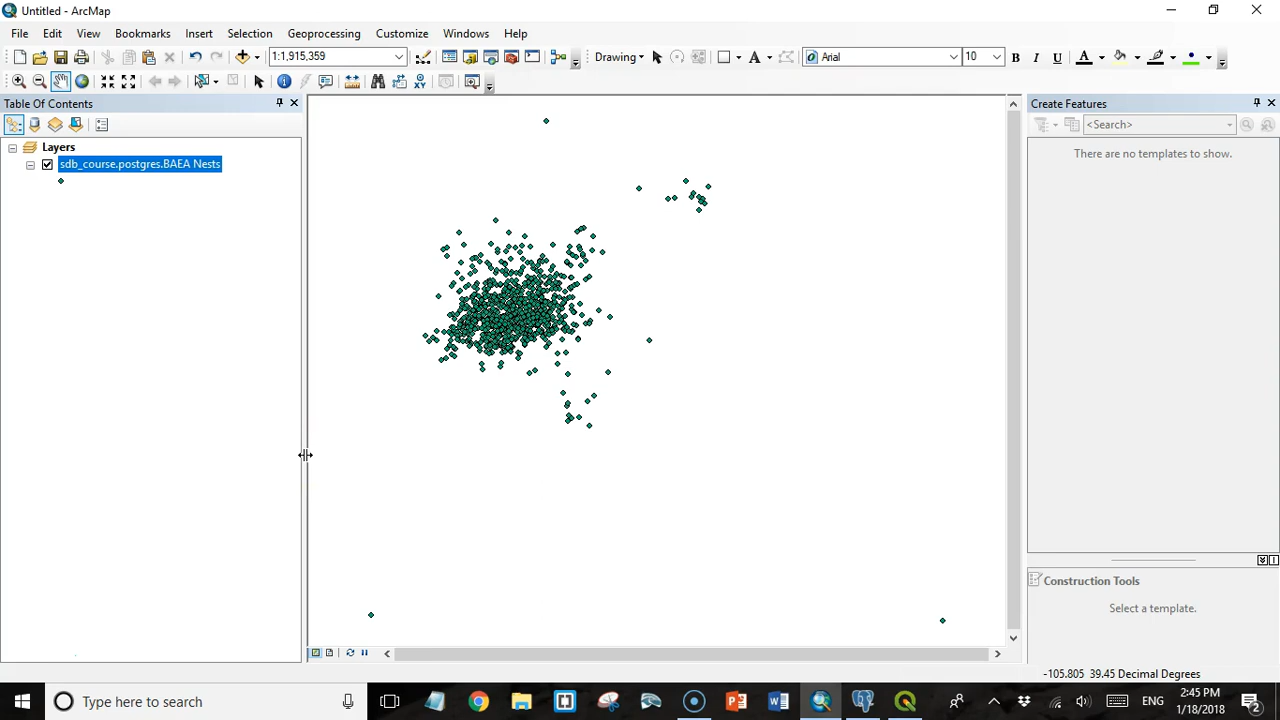 Untitled - ArcMap
File Edit View Bookmarks Insert Selection Geoprocessing Customize Windows Help
1:1,915,359 Drawing Arial 10 B I U A
Table Of Contents
Create Features
<Search>
Layers
There are no templates to show.
sdb_course.postgres.BAEA Nests
Construction Tools
Select a template.
-105.805 39.45 Decimal Degrees
Type here to search
ENG
2:45 PM
1/18/2018
2